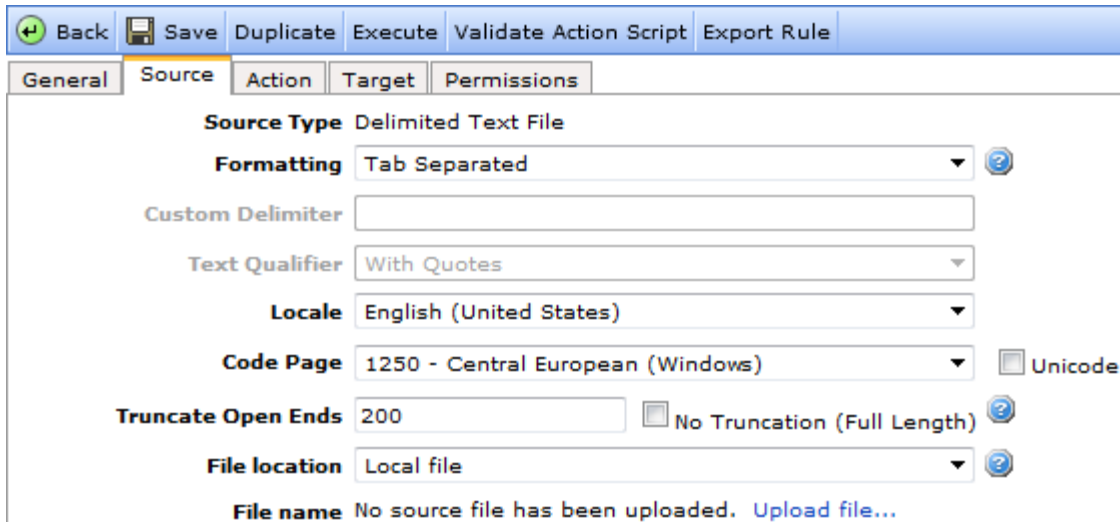 Back Save Duplicate Execute Validate Action Script Export Rule
General Source Action Target Permissions
Source Type Delimited Text File
Formatting Tab Separated
Custom Delimiter
Text Qualifier With Quotes
Locale English (United States)
Code Page 1250 - Central European (Windows) Unicode
Truncate Open Ends 200 No Truncation (Full Length)
File location Local file
File name No source file has been uploaded. Upload file...